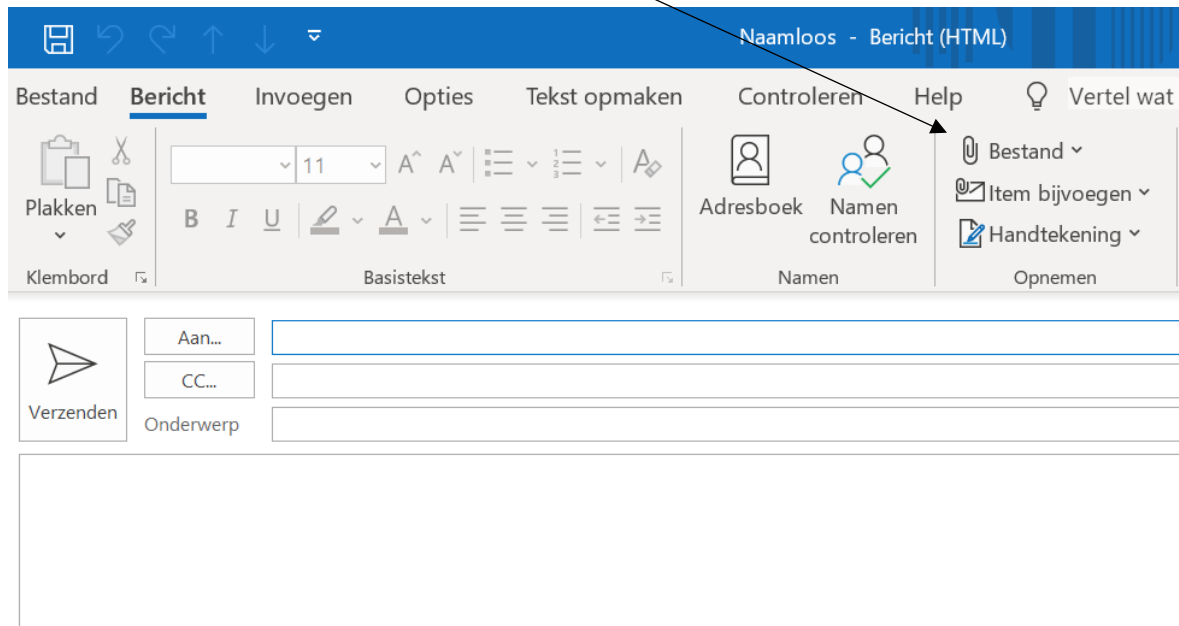 Naamloos - Bericht (HTML)
Bestand Bericht Invoegen Opties Tekst opmaken Controleren Help Vertel wat
Plakken
Klembord
11
B I U A
Basistekst
Adresboek
Namen controleren
Namen
Bestand
Item bijvoegen
Handtekening
Opnemen
Verzenden
Aan...
CC...
Onderwerp